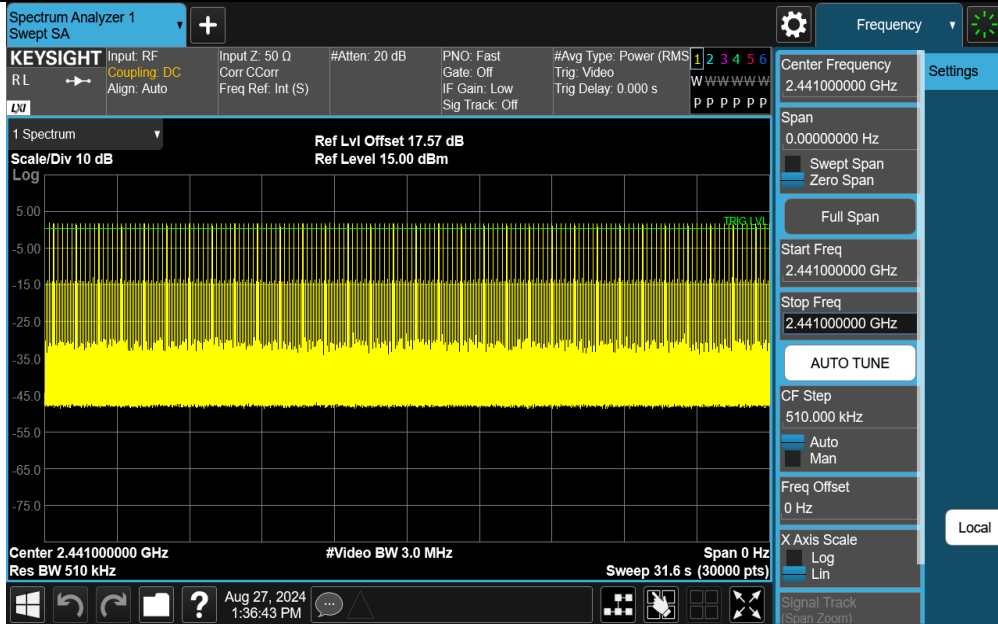 Spectrum Analyzer 1
Swept SA
+
Frequency
KEYSIGHT
R L
LXI
Input: RF
Coupling: DC
Align: Auto
Input Z: 50 Ω
Corr CCorr
Freq Ref: Int (S)
#Atten: 20 dB
PNO: Fast
Gate: Off
IF Gain: Low
Sig Track: Off
#Avg Type: Power (RMS
Trig: Video
Trig Delay: 0.000 s
1 2 3 4 5 6
W W W W W W
P P P P P P
1 Spectrum
Scale/Div 10 dB
Log
Ref Lvl Offset 17.57 dB
Ref Level 15.00 dBm
TRIG LVL
5.00
-5.00
-15.0
-25.0
-35.0
-45.0
-55.0
-65.0
-75.0
Center 2.441000000 GHz
#Video BW 3.0 MHz
Span 0 Hz
Res BW 510 kHz
Sweep 31.6 s (30000 pts)
?
Aug 27, 2024
1:36:43 PM
Center Frequency
2.441000000 GHz
Span
0.00000000 Hz
Swept Span
Zero Span
Full Span
Start Freq
2.441000000 GHz
Stop Freq
2.441000000 GHz
AUTO TUNE
CF Step
510.000 kHz
Auto
Man
Freq Offset
0 Hz
X Axis Scale
Log
Lin
Signal Track
(Span Zoom)
Settings
Local